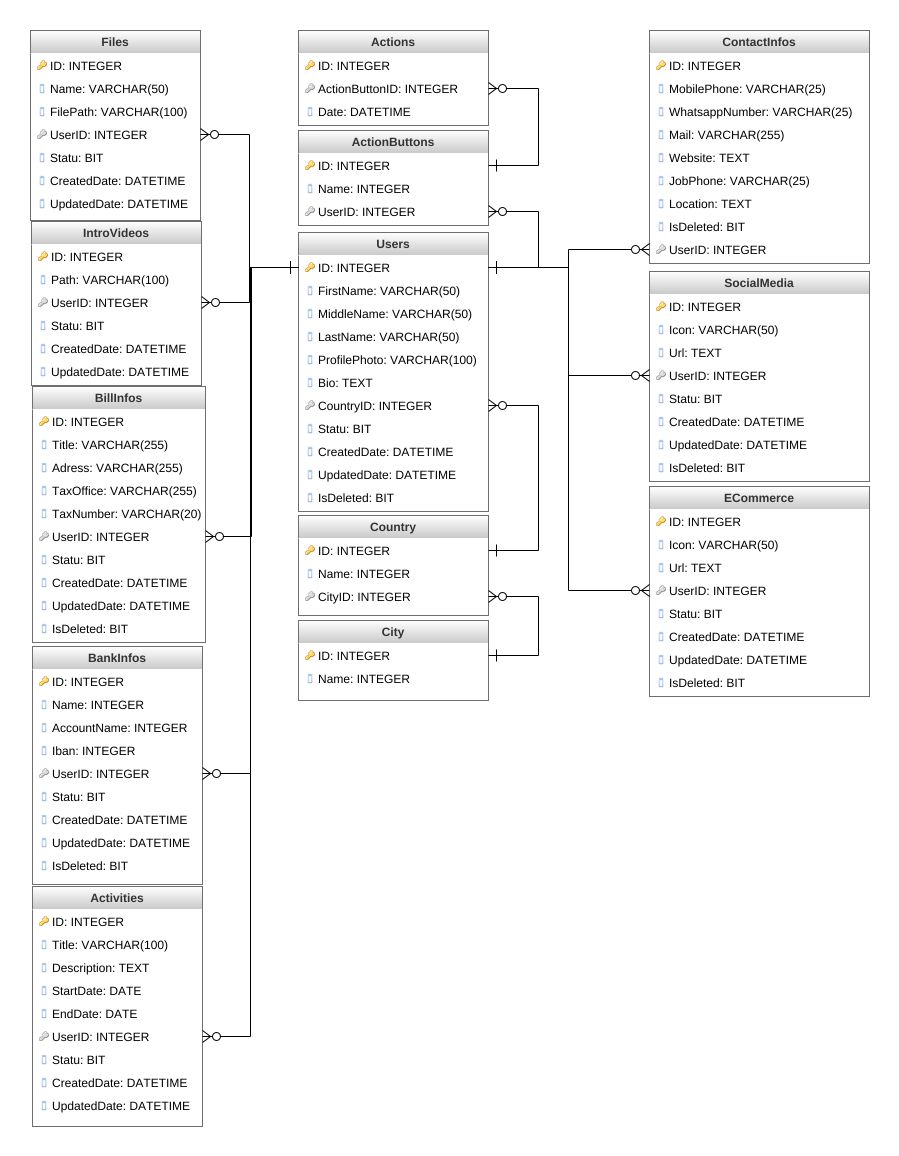 Files
ID: INTEGER
Name: VARCHAR(50)
FilePath: VARCHAR(100)
UserID: INTEGER
Statu: BIT
CreatedDate: DATETIME
UpdatedDate: DATETIME
IntroVideos
ID: INTEGER
Path: VARCHAR(100)
UserID: INTEGER
Statu: BIT
CreatedDate: DATETIME
UpdatedDate: DATETIME
BillInfos
ID: INTEGER
Title: VARCHAR(255)
Adress: VARCHAR(255)
TaxOffice: VARCHAR(255)
TaxNumber: VARCHAR(20)
UserID: INTEGER
Statu: BIT
CreatedDate: DATETIME
UpdatedDate: DATETIME
IsDeleted: BIT
BankInfos
ID: INTEGER
Name: INTEGER
AccountName: INTEGER
Iban: INTEGER
UserID: INTEGER
Statu: BIT
CreatedDate: DATETIME
UpdatedDate: DATETIME
IsDeleted: BIT
Activities
ID: INTEGER
Title: VARCHAR(100)
Description: TEXT
StartDate: DATE
EndDate: DATE
UserID: INTEGER
Statu: BIT
CreatedDate: DATETIME
UpdatedDate: DATETIME
Actions
ID: INTEGER
ActionButtonID: INTEGER
Date: DATETIME
ActionButtons
ID: INTEGER
Name: INTEGER
UserID: INTEGER
Users
ID: INTEGER
FirstName: VARCHAR(50)
MiddleName: VARCHAR(50)
LastName: VARCHAR(50)
ProfilePhoto: VARCHAR(100)
Bio: TEXT
CountryID: INTEGER
Statu: BIT
CreatedDate: DATETIME
UpdatedDate: DATETIME
IsDeleted: BIT
Country
ID: INTEGER
Name: INTEGER
CityID: INTEGER
City
ID: INTEGER
Name: INTEGER
ContactInfos
ID: INTEGER
MobilePhone: VARCHAR(25)
WhatsappNumber: VARCHAR(25)
Mail: VARCHAR(255)
Website: TEXT
JobPhone: VARCHAR(25)
Location: TEXT
IsDeleted: BIT
UserID: INTEGER
SocialMedia
ID: INTEGER
Icon: VARCHAR(50)
Url: TEXT
UserID: INTEGER
Statu: BIT
CreatedDate: DATETIME
UpdatedDate: DATETIME
IsDeleted: BIT
ECommerce
ID: INTEGER
Icon: VARCHAR(50)
Url: TEXT
UserID: INTEGER
Statu: BIT
CreatedDate: DATETIME
UpdatedDate: DATETIME
IsDeleted: BIT